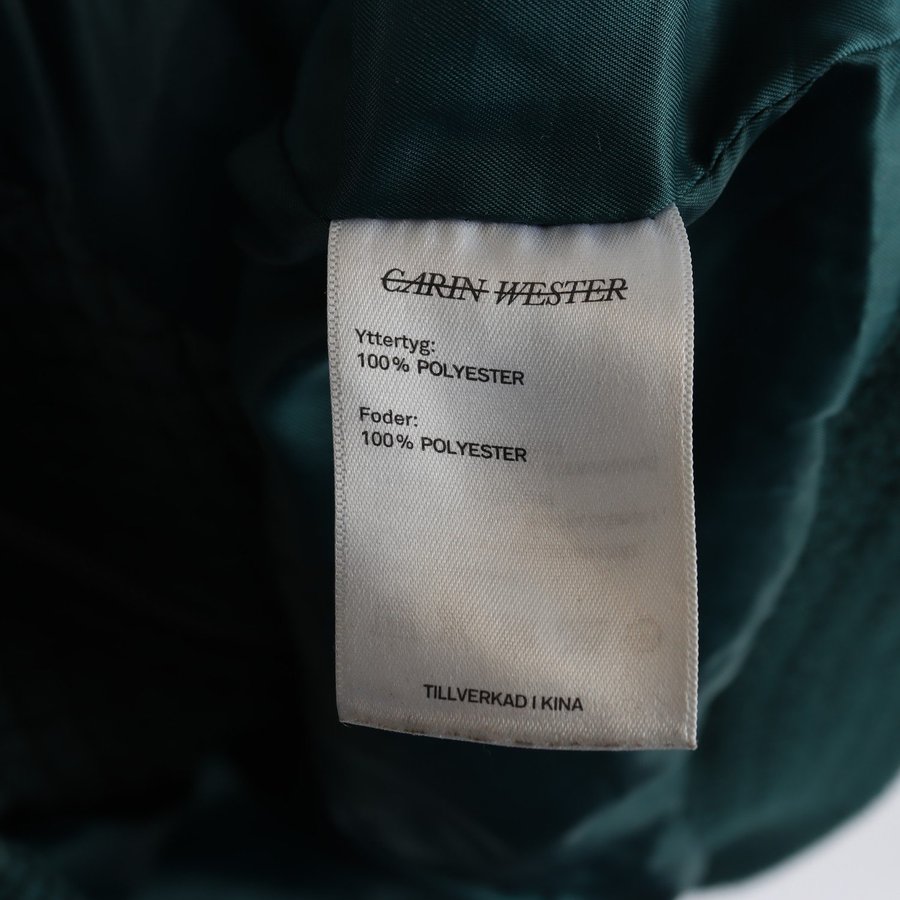 CARIN WESTER
Yttertyg:
100% POLYESTER
Foder:
100% POLYESTER
TILLVERKAD I KINA